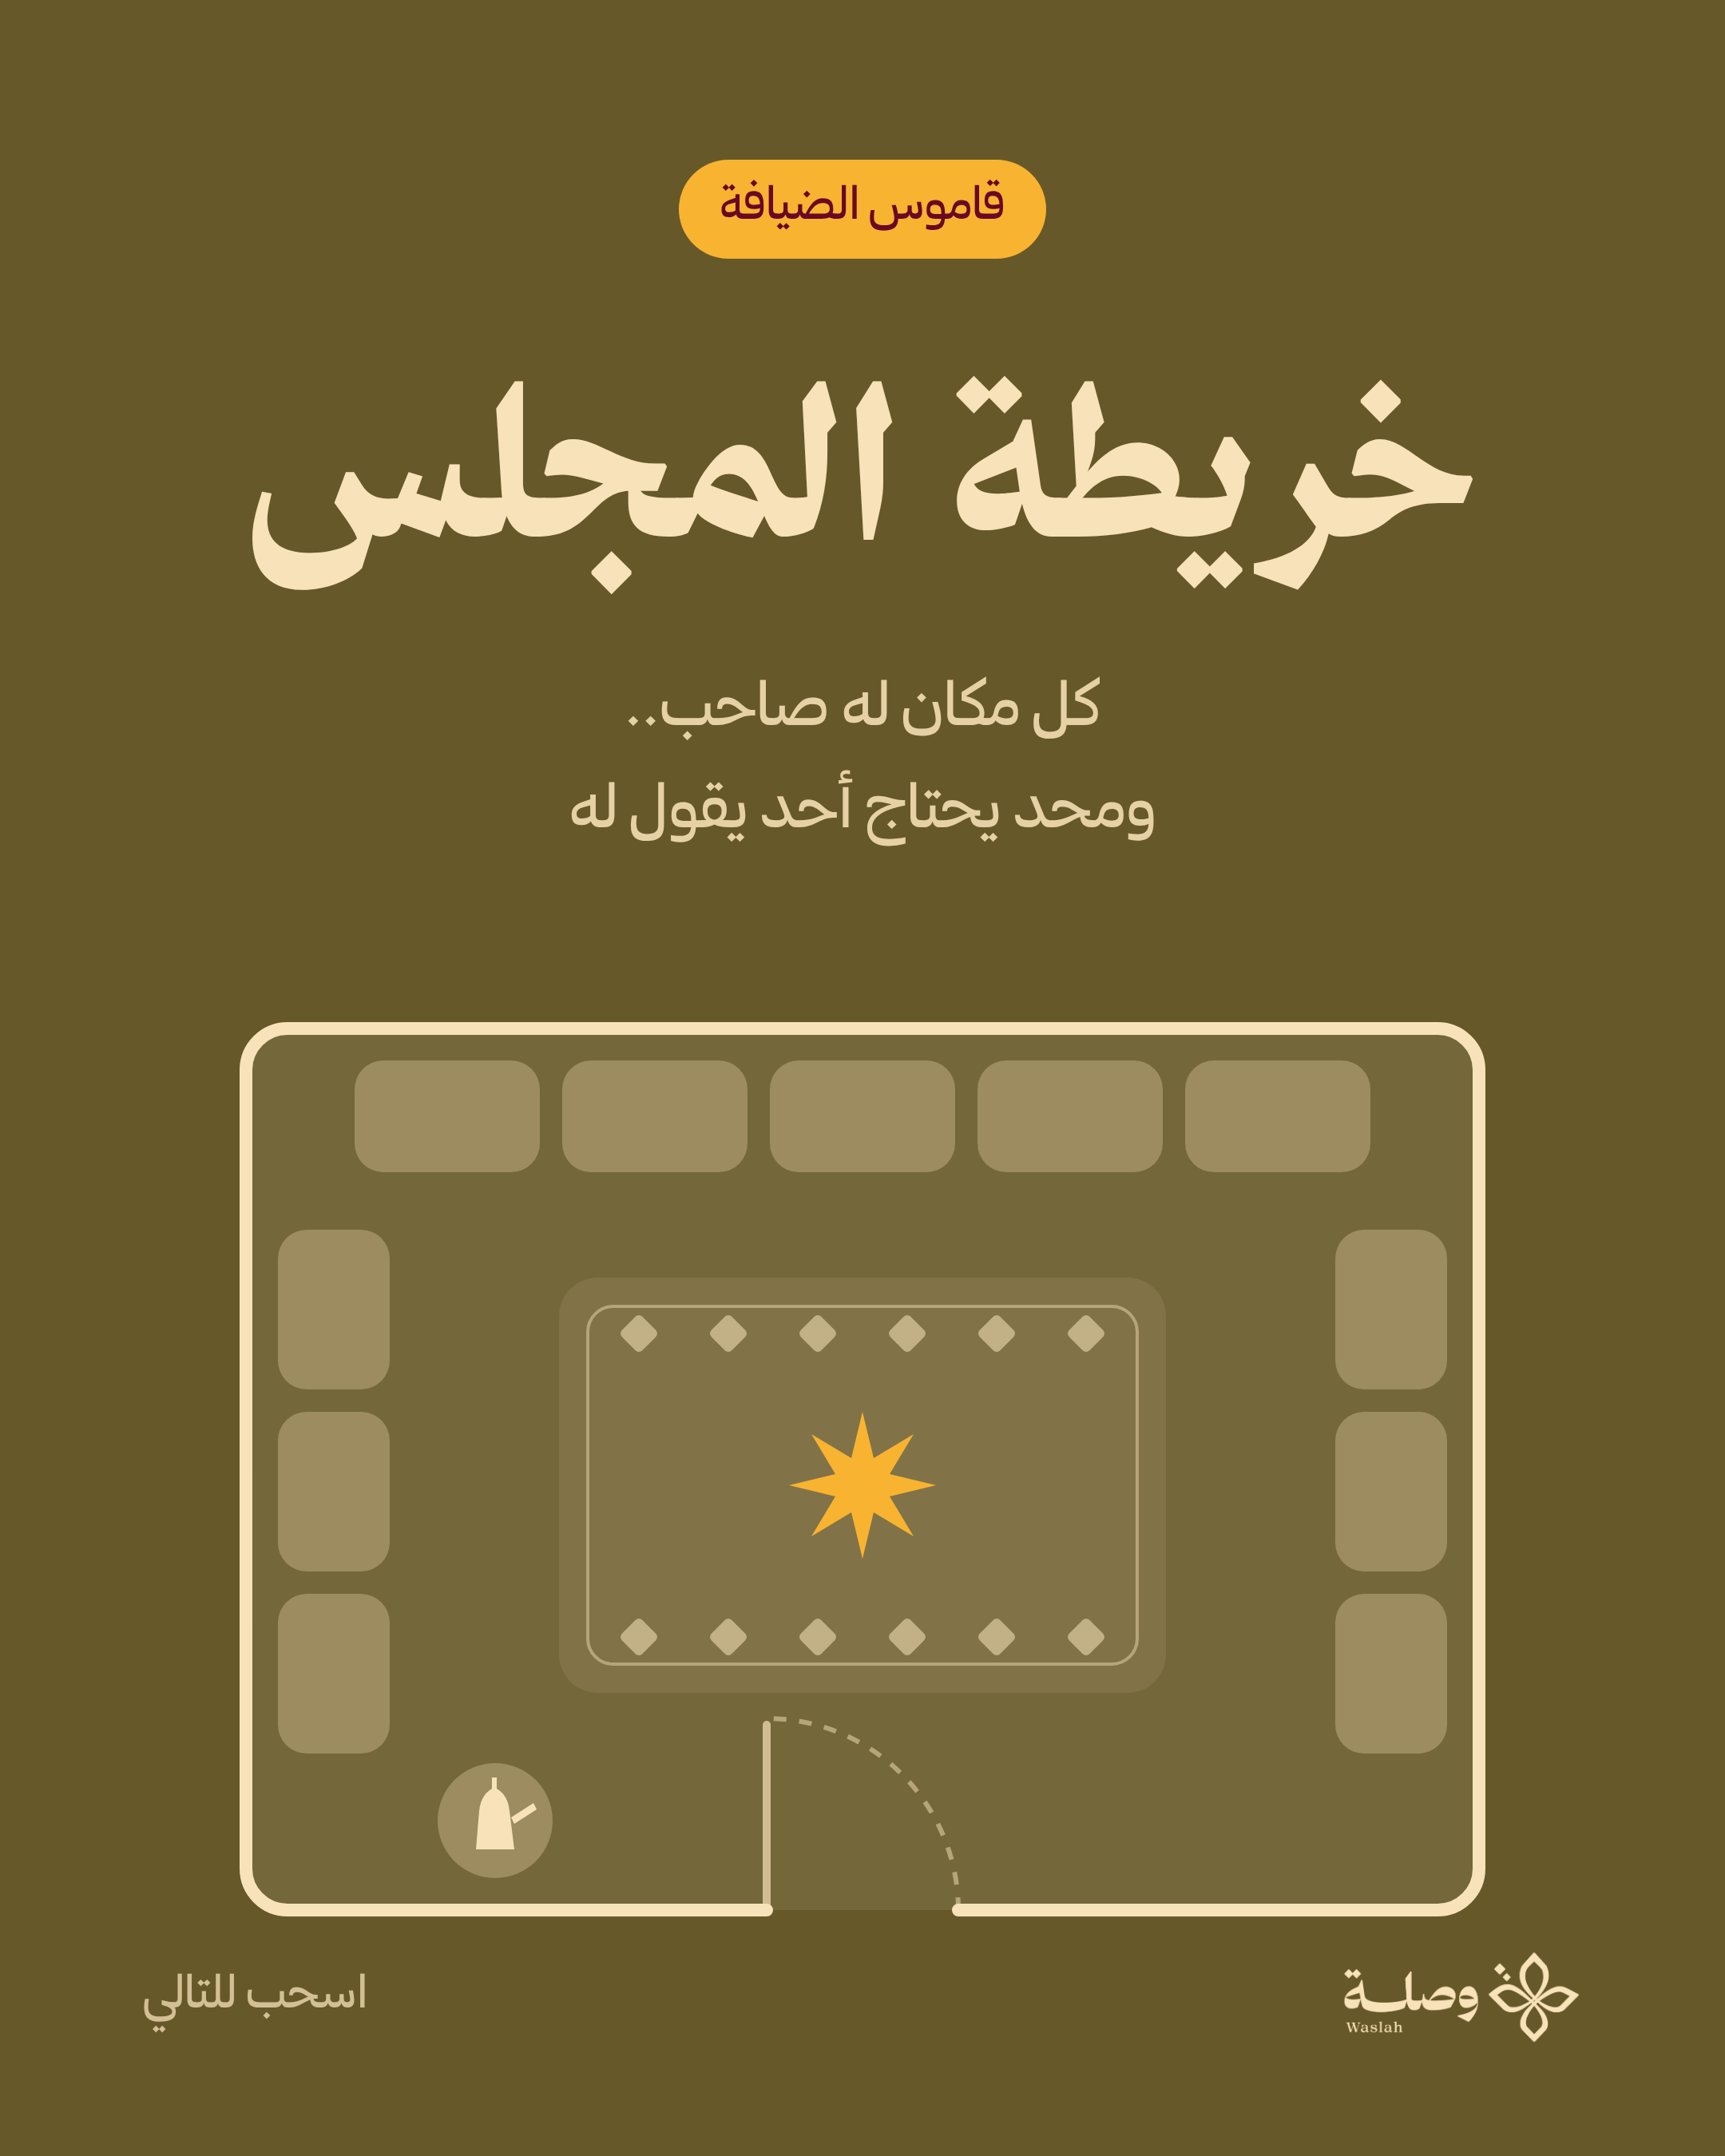 قاموس الضيافة
خريطة المجلس
كل مكان له صاحب..
ومحد يحتاج أحد يقول له
وصلة
Waslah
اسحب للتالي